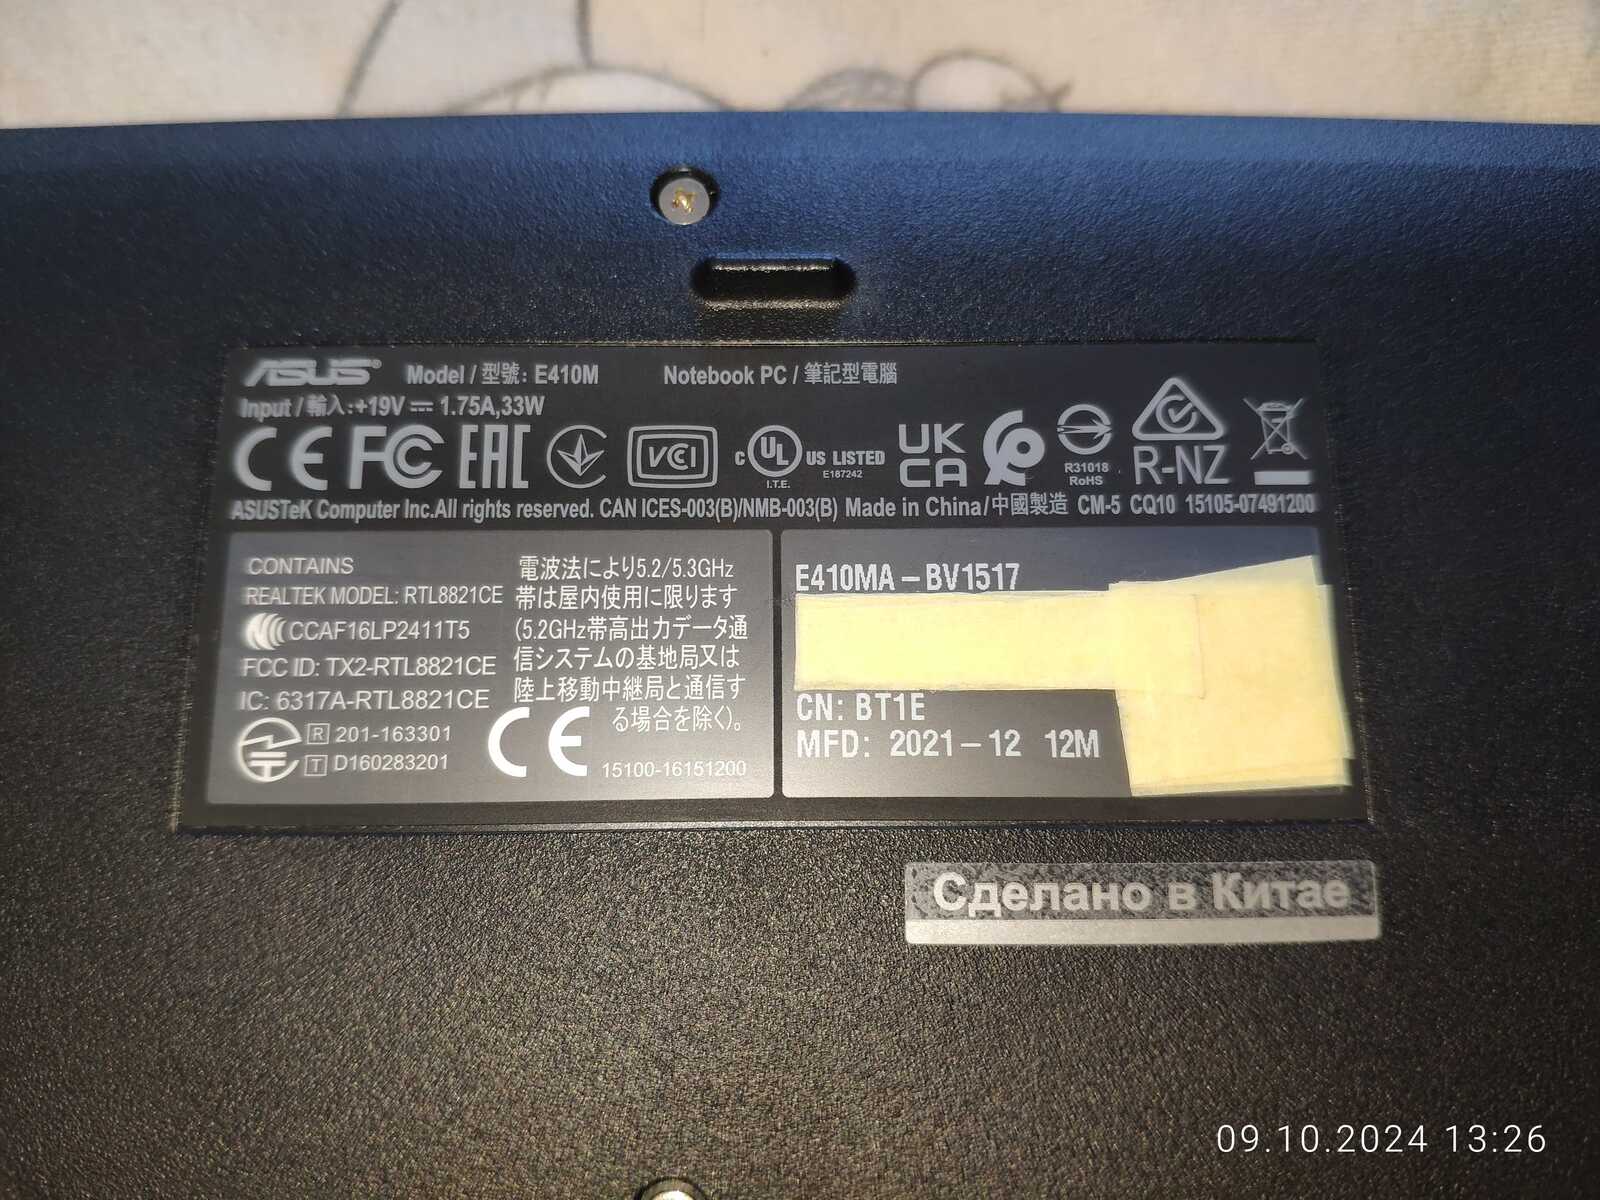 ASUS Model / 型號: E410M Notebook PC / 筆記型電腦
Input / 輸入:+19V ⎓ 1.75A,33W
CE FC EAC VCI c UL US LISTED UK CA R-NZ
I.T.E. E187242 R31018 RoHS
ASUSTeK Computer Inc.All rights reserved. CAN ICES-003(B)/NMB-003(B) Made in China/中國製造 CM-5 CQ10 15105-07491200
CONTAINS
REALTEK MODEL: RTL8821CE
CCAF16LP2411T5
FCC ID: TX2-RTL8821CE
IC: 6317A-RTL8821CE
R 201-163301
T D160283201
電波法により5.2/5.3GHz
帯は屋内使用に限ります
(5.2GHz帯高出力データ通
信システムの基地局又は
陸上移動中継局と通信す
る場合を除く)。
CE 15100-16151200
E410MA-BV1517
CN: BT1E
MFD: 2021-12 12M
Сделано в Китае
09.10.2024 13:26